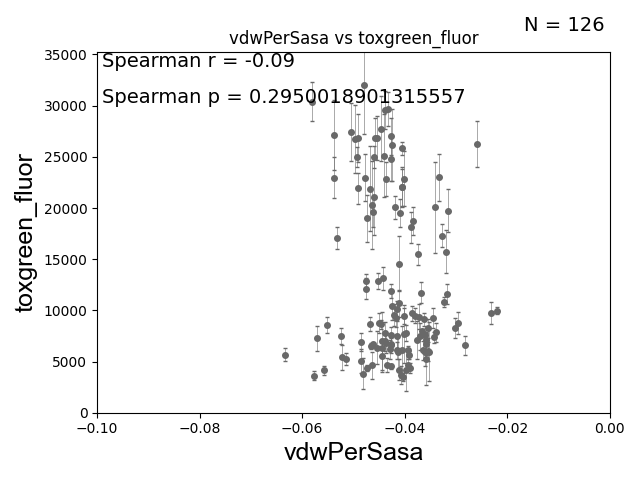 N = 126
vdwPerSasa vs toxgreen_fluor
Spearman r = -0.09
Spearman p = 0.2950018901315557
35000
30000
25000
20000
15000
10000
5000
0
toxgreen_fluor
−0.10
−0.08
−0.06
−0.04
−0.02
0.00
vdwPerSasa